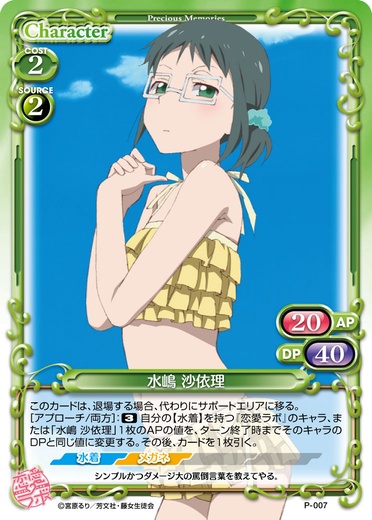 Precious Memories
Character
COST
2
SOURCE
2
20 AP
DP 40
水嶋 沙依理
このカードは、退場する場合、代わりにサポートエリアに移る。
[アプローチ/両方]:3 自分の【水着】を持つ『恋愛ラボ』のキャラ、ま
たは「水嶋 沙依理」1枚のAPの値を、ターン終了時までそのキャラの
DPと同じ値に変更する。その後、カードを1枚引く。
水着 メガネ
シンプルかつダメージ大の罵倒言葉を教えてやる。
恋愛ラボ
©宮原るり/芳文社・藤女生徒会 P-007